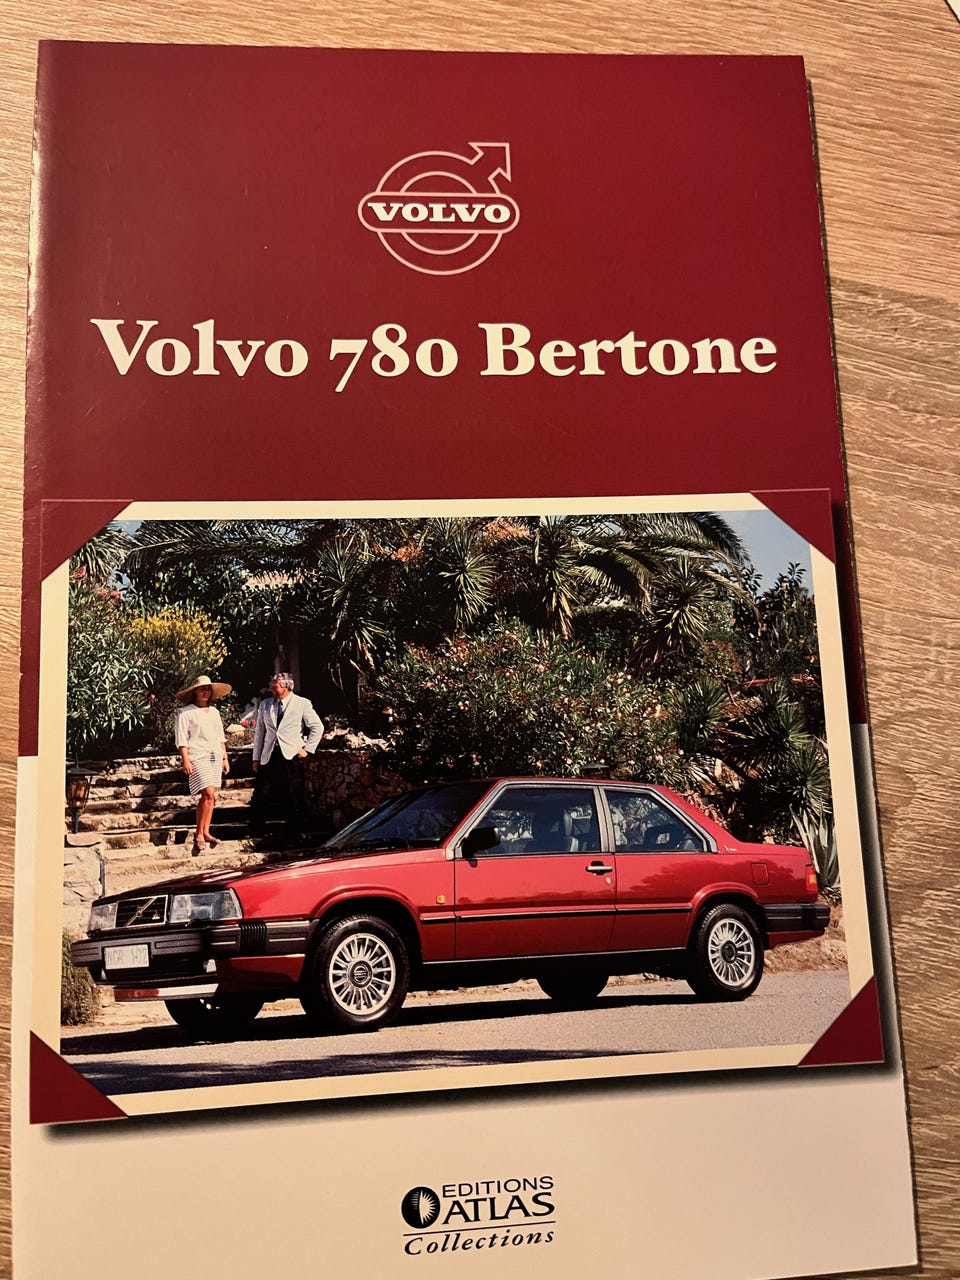 VOLVO
Volvo 780 Bertone
EDITIONS
ATLAS
Collections